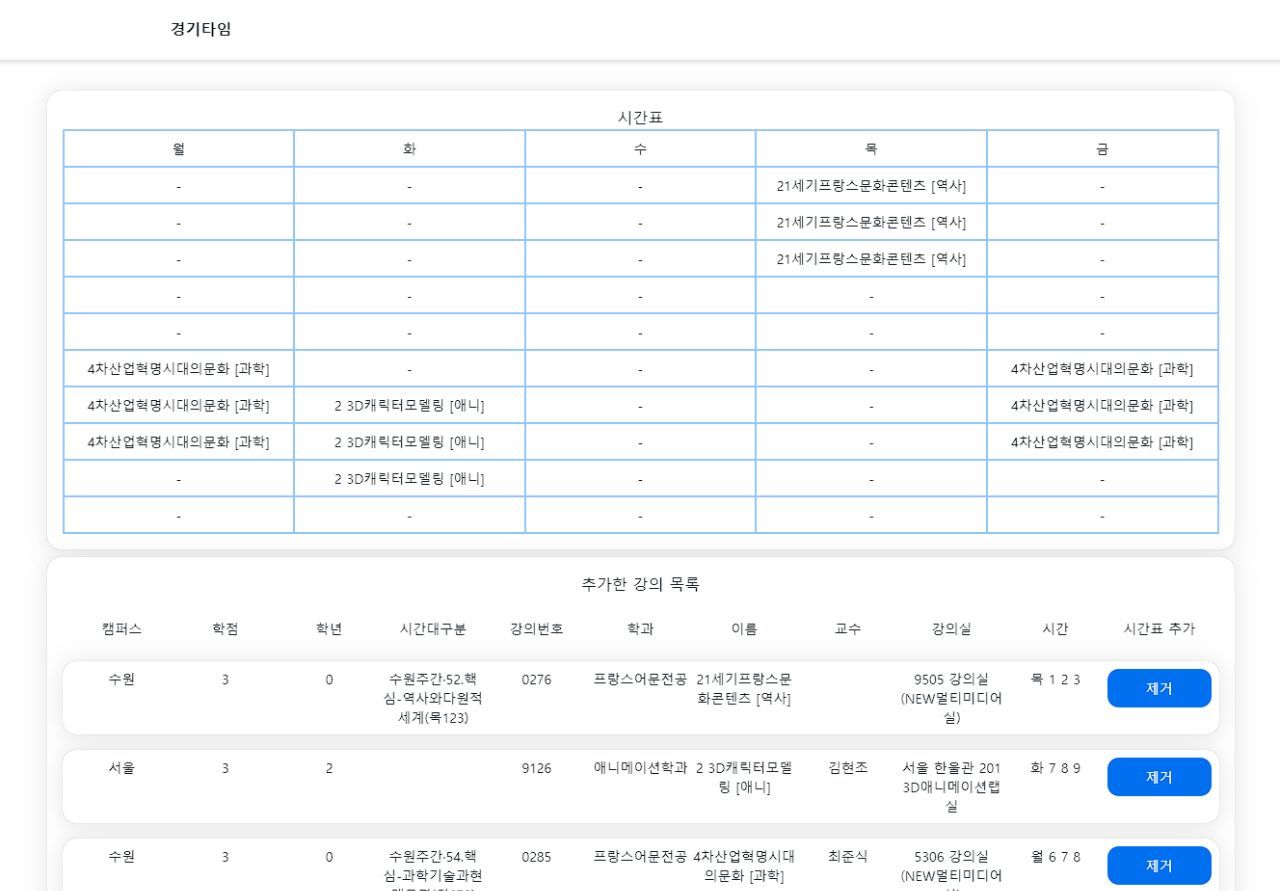 경기타임
시간표
월 화 수 목 금
- - - 21세기프랑스문화콘텐츠 [역사] -
- - - 21세기프랑스문화콘텐츠 [역사] -
- - - 21세기프랑스문화콘텐츠 [역사] -
- - - - -
- - - - -
4차산업혁명시대의문화 [과학] - - - 4차산업혁명시대의문화 [과학]
4차산업혁명시대의문화 [과학] 2 3D캐릭터모델링 [애니] - - 4차산업혁명시대의문화 [과학]
4차산업혁명시대의문화 [과학] 2 3D캐릭터모델링 [애니] - - 4차산업혁명시대의문화 [과학]
- 2 3D캐릭터모델링 [애니] - - -
- - - - -
추가한 강의 목록
캠퍼스 학점 학년 시간대구분 강의번호 학과 이름 교수 강의실 시간 시간표 추가
수원 3 0 수원주간·52.핵 0276 프랑스어문전공 21세기프랑스문 9505 강의실 목 1 2 3 제거
심-역사와다원적 화콘텐츠 [역사] (NEW멀티미디어
세계(목123) 실)
서울 3 2 9126 애니메이션학과 2 3D캐릭터모델 김현조 서울 한울관 201 화 7 8 9 제거
링 [애니] 3D애니메이션랩
실
수원 3 0 수원주간·54.핵 0285 프랑스어문전공 4차산업혁명시대 최준식 5306 강의실 월 6 7 8 제거
심-과학기술과현 의문화 [과학] (NEW멀티미디어